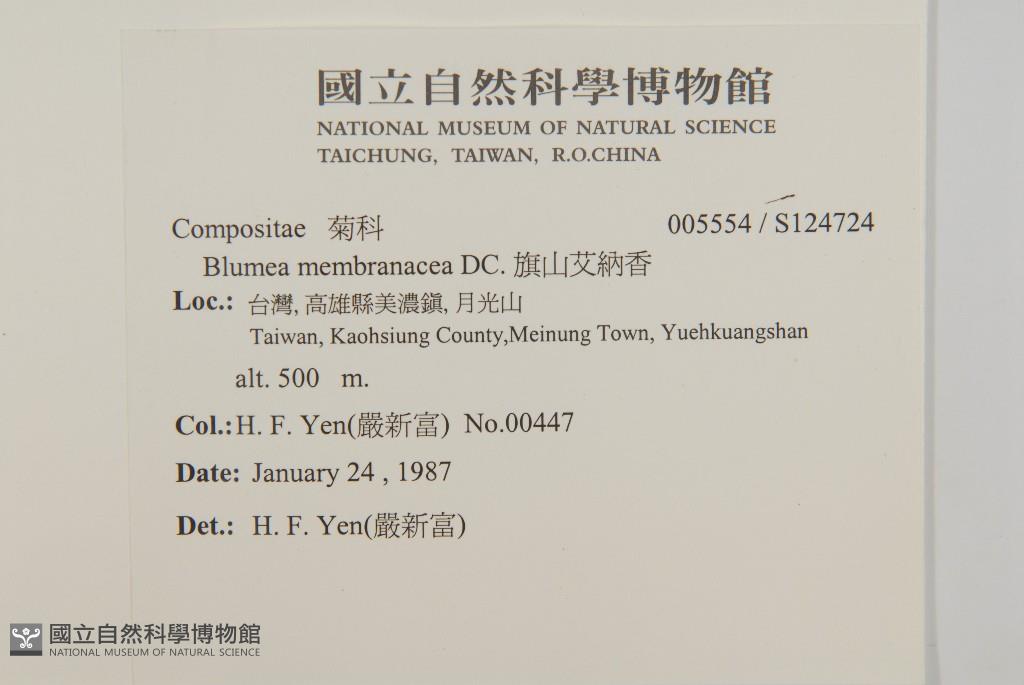 國立自然科學博物館
NATIONAL MUSEUM OF NATURAL SCIENCE
TAICHUNG, TAIWAN, R.O.CHINA
Compositae 菊科 005554 / S124724
Blumea membranacea DC. 旗山艾納香
Loc.: 台灣, 高雄縣美濃鎮, 月光山
Taiwan, Kaohsiung County,Meinung Town, Yuehkuangshan
alt. 500 m.
Col.: H. F. Yen(嚴新富) No.00447
Date: January 24 , 1987
Det.: H. F. Yen(嚴新富)
國立自然科學博物館
NATIONAL MUSEUM OF NATURAL SCIENCE